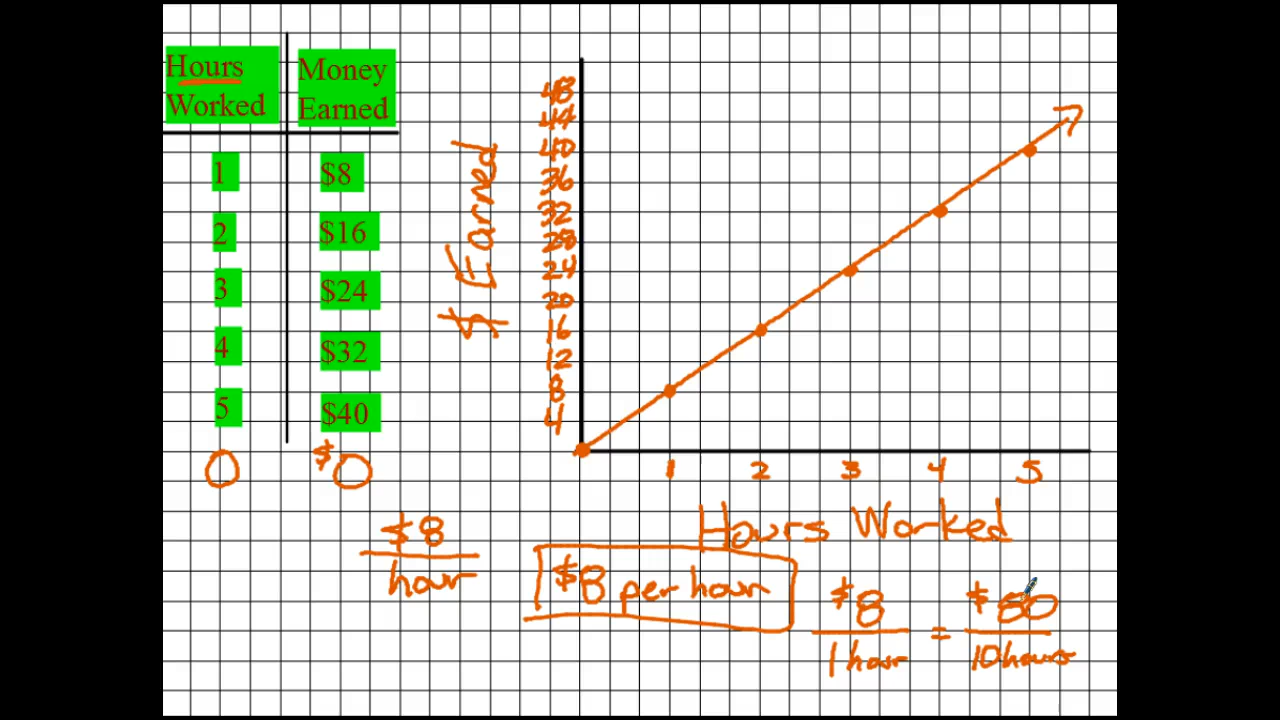 Hours Worked
Money Earned
1 $8
2 $16
3 $24
4 $32
5 $40
0 $0
$ Earned
48
44
40
36
32
28
24
20
16
12
8
4
1 2 3 4 5
Hours Worked
$8
hour
$8 per hour
$8 = $80
1 hour 10 hours